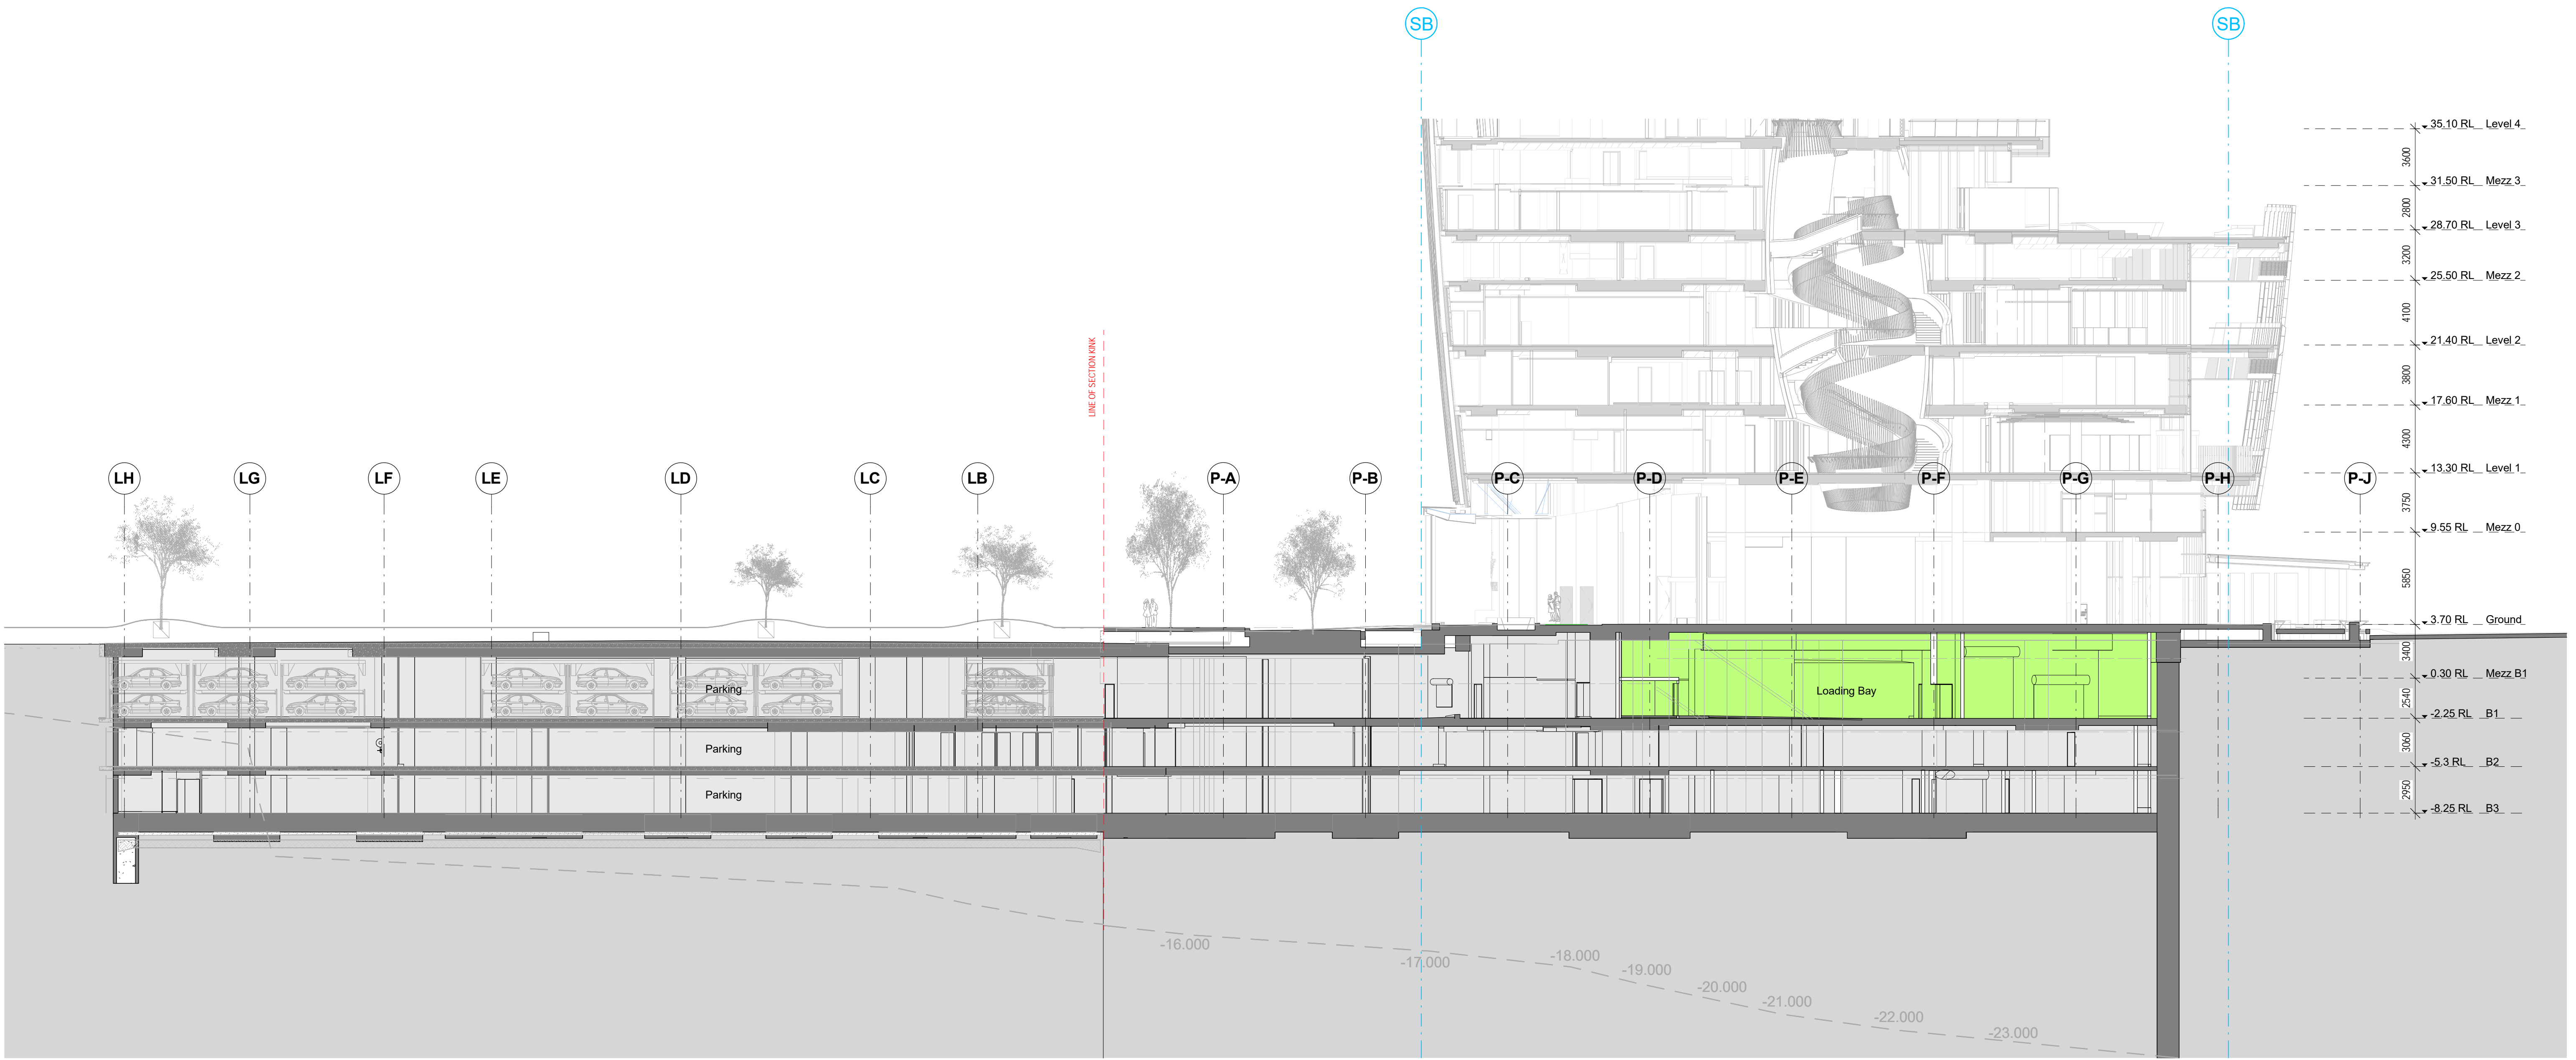 SB
SB
35.10 RL Level 4
3600
31.50 RL Mezz 3
2800
28.70 RL Level 3
3200
25.50 RL Mezz 2
4100
21.40 RL Level 2
3800
17.60 RL Mezz 1
4300
13.30 RL Level 1
3750
9.55 RL Mezz 0
5850
3.70 RL Ground
3400
0.30 RL Mezz B1
2540
-2.25 RL B1
3060
-5.3 RL B2
2950
-8.25 RL B3
LINE OF SECTION KINK
LH
LG
LF
LE
LD
LC
LB
P-A
P-B
P-C
P-D
P-E
P-F
P-G
P-H
P-J
Parking
Loading Bay
Parking
Parking
-16.000
-17.000
-18.000
-19.000
-20.000
-21.000
-22.000
-23.000